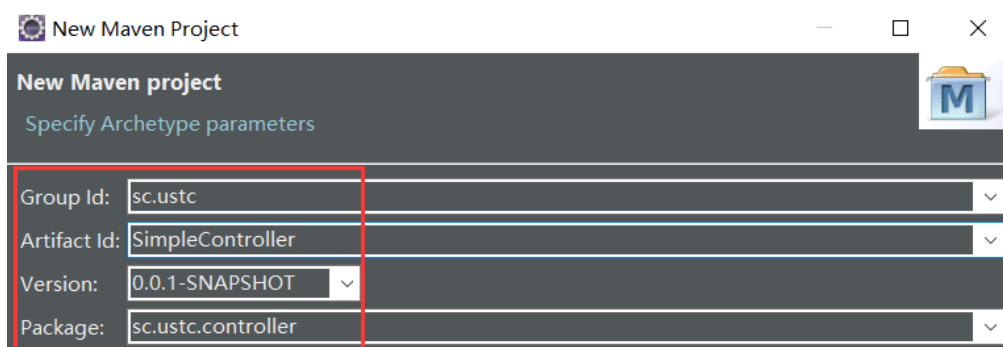 New Maven Project
New Maven project
M
Specify Archetype parameters
Group Id: sc.ustc
Artifact Id: SimpleController
Version: 0.0.1-SNAPSHOT
Package: sc.ustc.controller